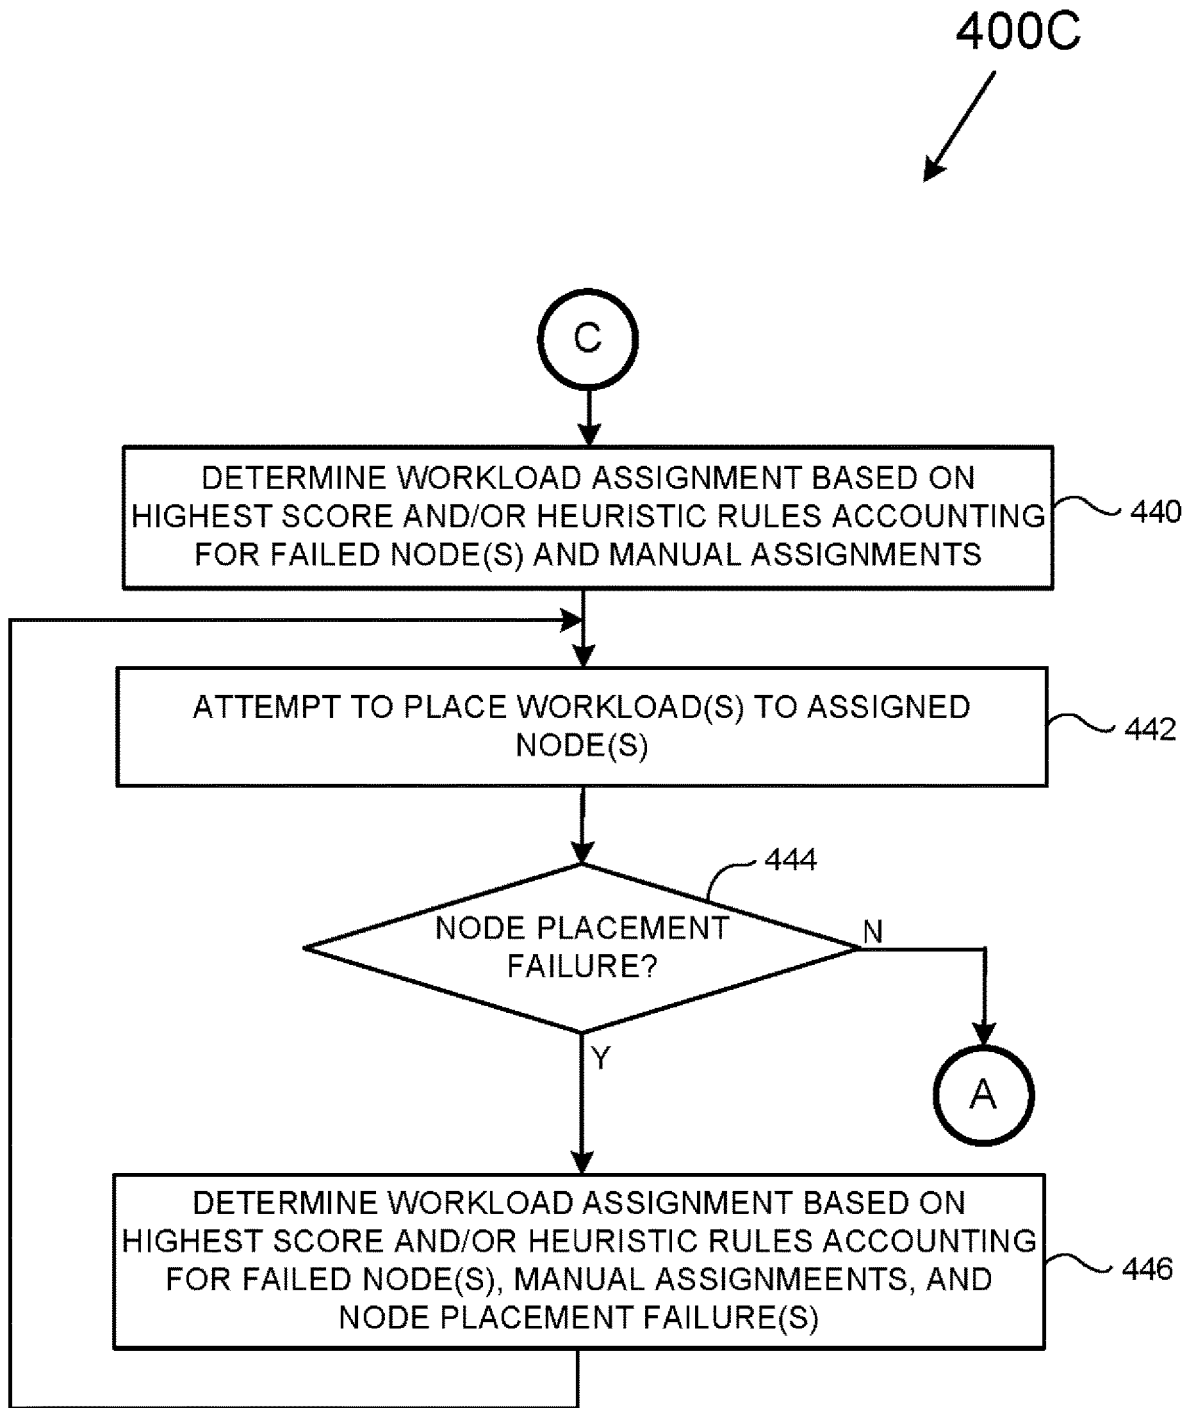 400C
C
DETERMINE WORKLOAD ASSIGNMENT BASED ON
HIGHEST SCORE AND/OR HEURISTIC RULES ACCOUNTING
FOR FAILED NODE(S) AND MANUAL ASSIGNMENTS
440
ATTEMPT TO PLACE WORKLOAD(S) TO ASSIGNED
NODE(S)
442
444
NODE PLACEMENT
FAILURE?
N
Y
A
DETERMINE WORKLOAD ASSIGNMENT BASED ON
HIGHEST SCORE AND/OR HEURISTIC RULES ACCOUNTING
FOR FAILED NODE(S), MANUAL ASSIGNMEENTS, AND
NODE PLACEMENT FAILURE(S)
446